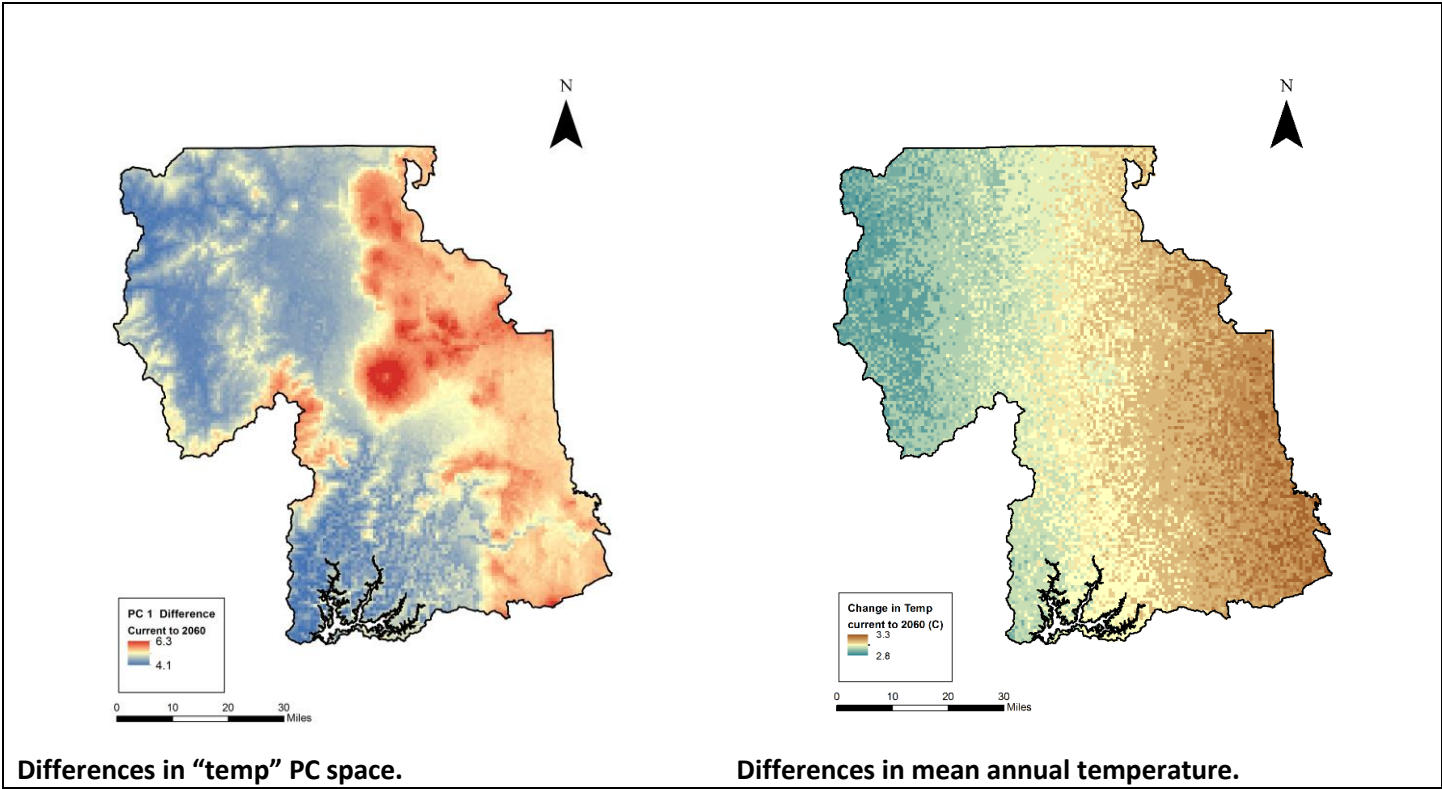 N
PC 1 Difference
Current to 2060
6.3
4.1
0 10 20 30
Miles
Differences in “temp” PC space.
N
Change in Temp
current to 2060 (C)
3.3
2.8
0 10 20 30
Miles
Differences in mean annual temperature.